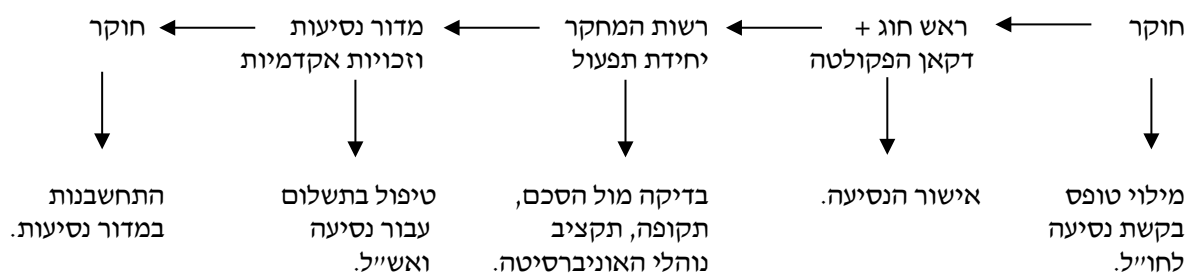 חוקר
ראש חוג +
דקאן הפקולטה
רשות המחקר
יחידת תפעול
מדור נסיעות
וזכויות אקדמיות
חוקר
מילוי טופס
בקשת נסיעה
לחו״ל.
אישור הנסיעה.
בדיקה מול הסכם,
תקופה, תקציב
נוהלי האוניברסיטה.
טיפול בתשלום
עבור נסיעה
ואש״ל.
התחשבנות
במדור נסיעות.